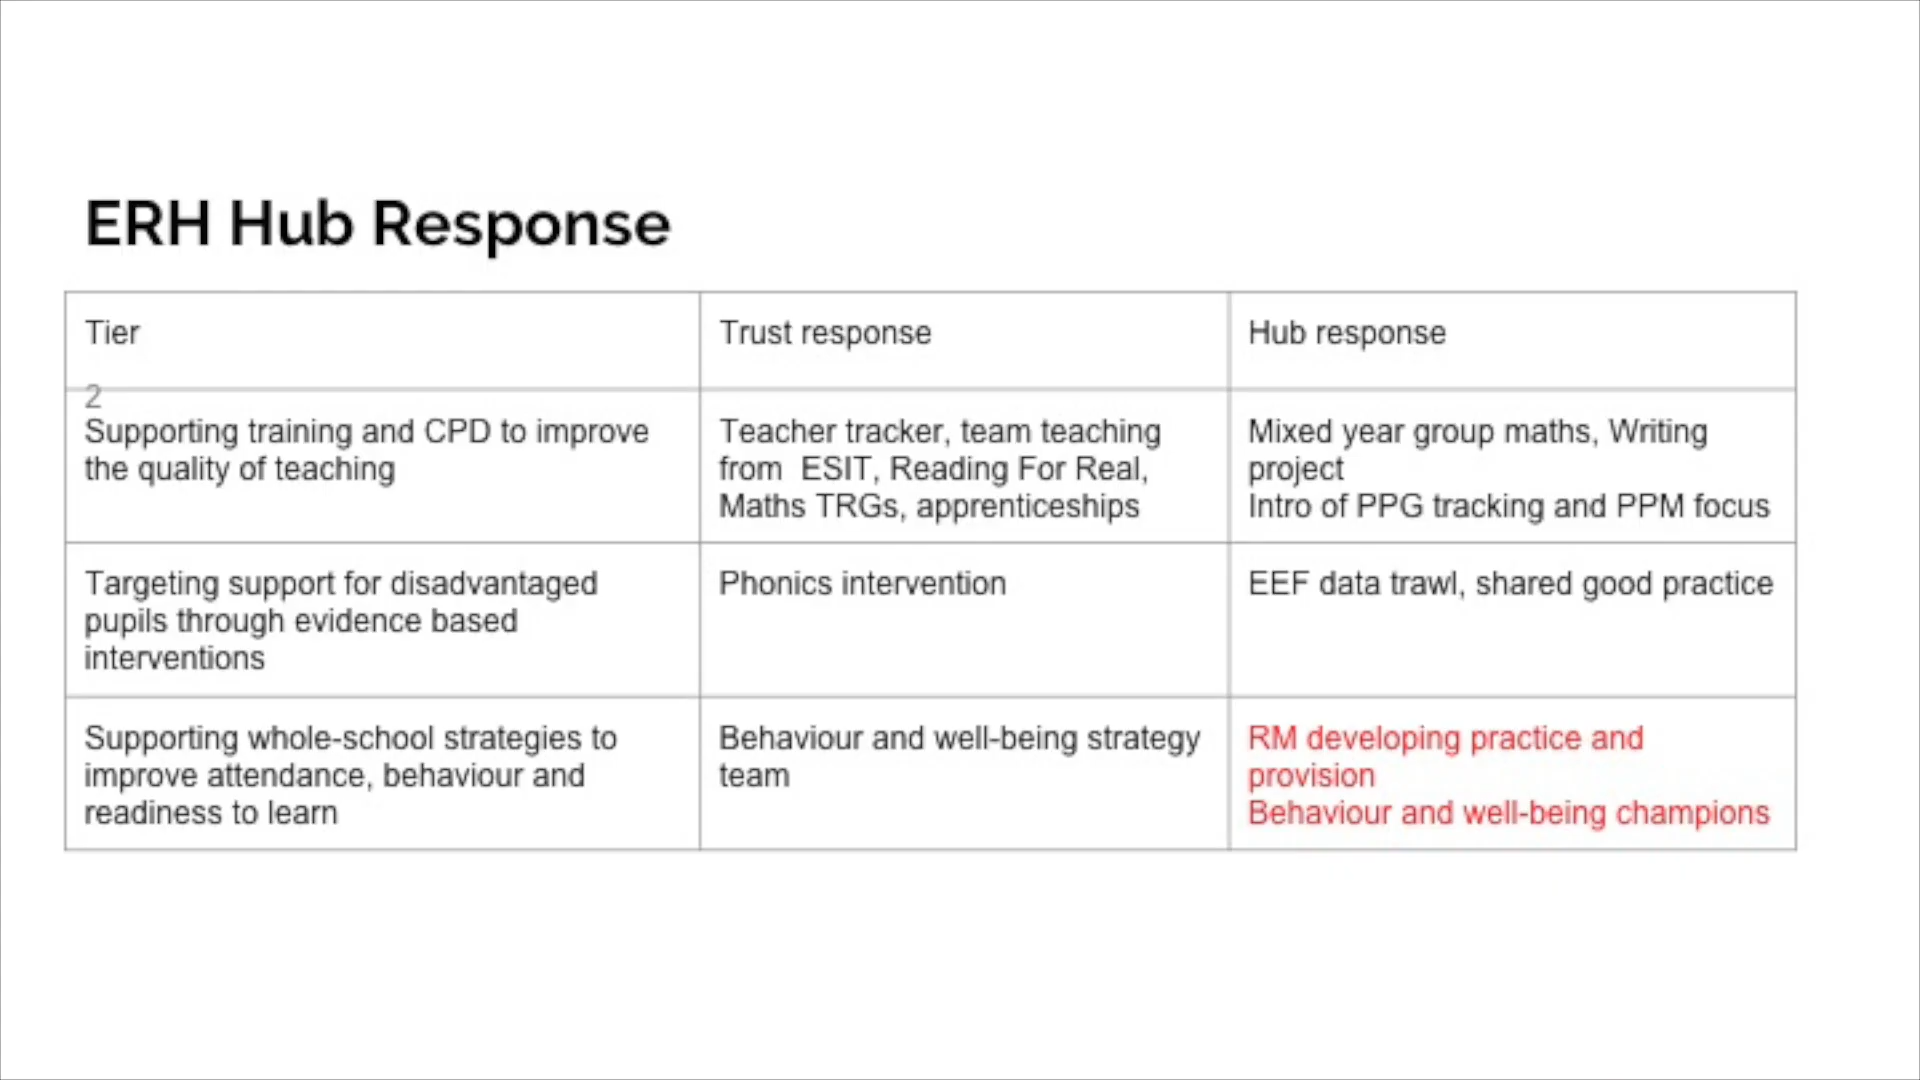 ERH Hub Response
Tier
Trust response
Hub response
2
Supporting training and CPD to improve
the quality of teaching
Teacher tracker, team teaching
from  ESIT, Reading For Real,
Maths TRGs, apprenticeships
Mixed year group maths, Writing
project
Intro of PPG tracking and PPM focus
Targeting support for disadvantaged
pupils through evidence based
interventions
Phonics intervention
EEF data trawl, shared good practice
Supporting whole-school strategies to
improve attendance, behaviour and
readiness to learn
Behaviour and well-being strategy
team
RM developing practice and
provision
Behaviour and well-being champions